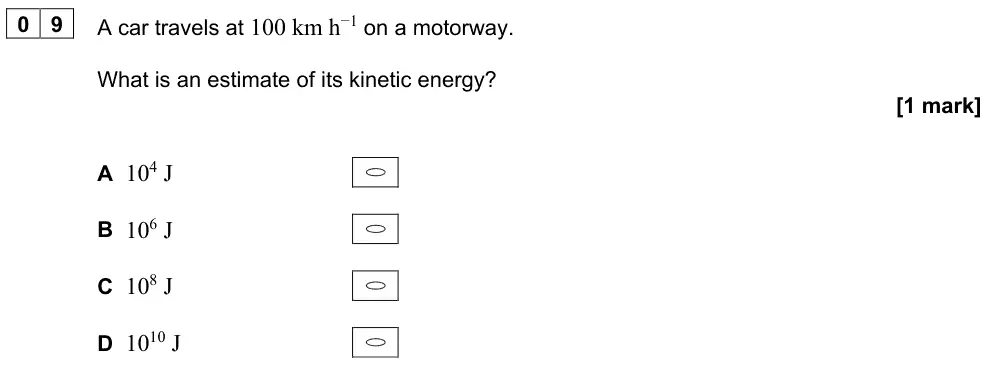 0 9 A car travels at 100 km h⁻¹ on a motorway.
What is an estimate of its kinetic energy?
[1 mark]
A 10⁴ J
B 10⁶ J
C 10⁸ J
D 10¹⁰ J